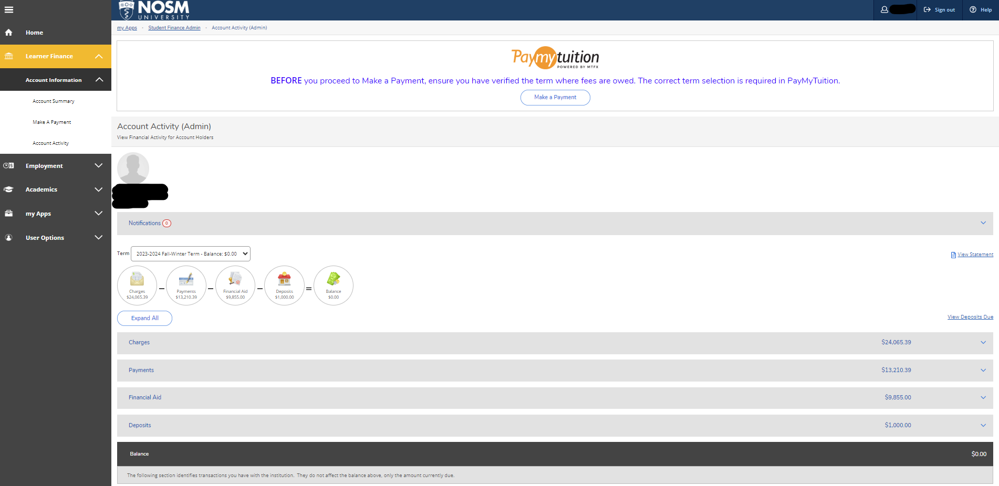 NOSM
UNIVERSITY
Sign out
Help
Home
Learner Finance
Account Information
Account Summary
Make A Payment
Account Activity
Employment
Academics
my Apps
User Options
my Apps • Student Finance Admin • Account Activity (Admin)
Paymytuition
POWERED BY MTFX
BEFORE you proceed to Make a Payment, ensure you have verified the term where fees are owed. The correct term selection is required in PayMyTuition.
Make a Payment
Account Activity (Admin)
View Financial Activity for Account Holders
Notifications 0
Term 2023-2024 Fall-Winter Term - Balance: $0.00
View Statement
Charges
$24,065.39
–
Payments
$13,210.39
–
Financial Aid
$9,855.00
–
Deposits
$1,000.00
=
Balance
$0.00
Expand All
View Deposits Due
Charges $24,065.39
Payments $13,210.39
Financial Aid $9,855.00
Deposits $1,000.00
Balance $0.00
The following section identifies transactions you have with the institution. They do not affect the balance above, only the amount currently due.